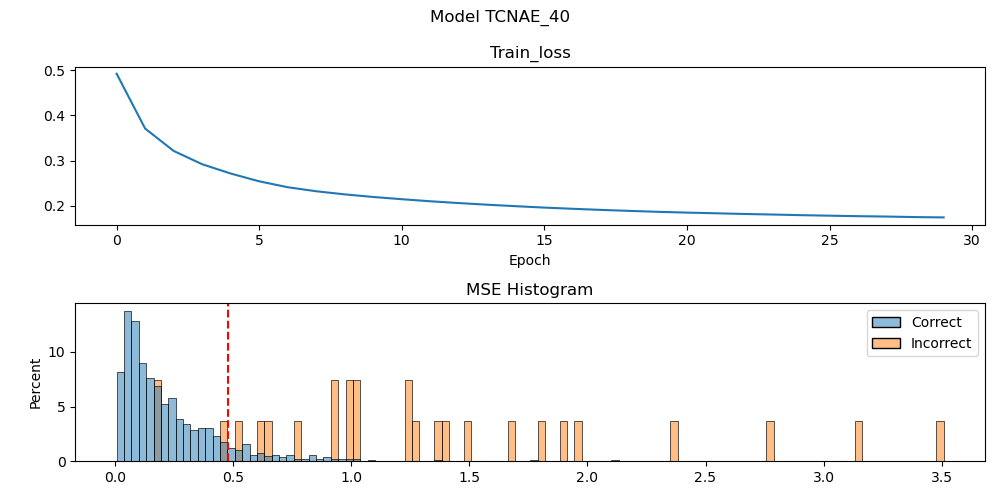 Model TCNAE_40
Train_loss
0.5
0.4
0.3
0.2
0 5 10 15 20 25 30
Epoch
MSE Histogram
Correct
Incorrect
Percent
10
5
0
0.0 0.5 1.0 1.5 2.0 2.5 3.0 3.5